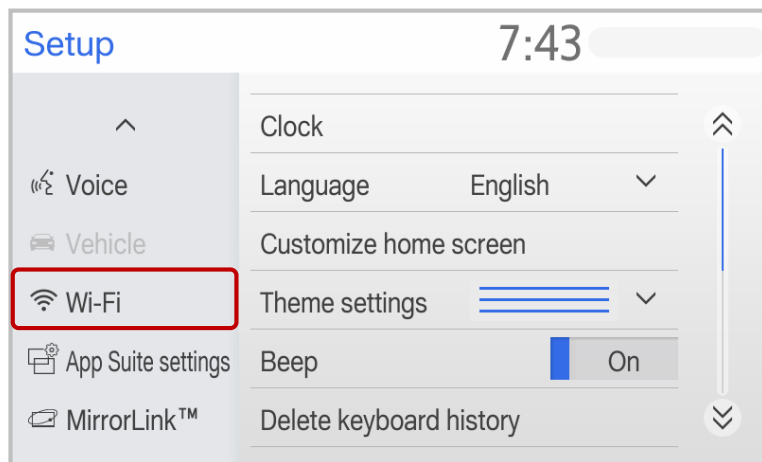 Setup
7:43
Voice
Vehicle
Wi-Fi
App Suite settings
MirrorLink™
Clock
Language English
Customize home screen
Theme settings
Beep On
Delete keyboard history